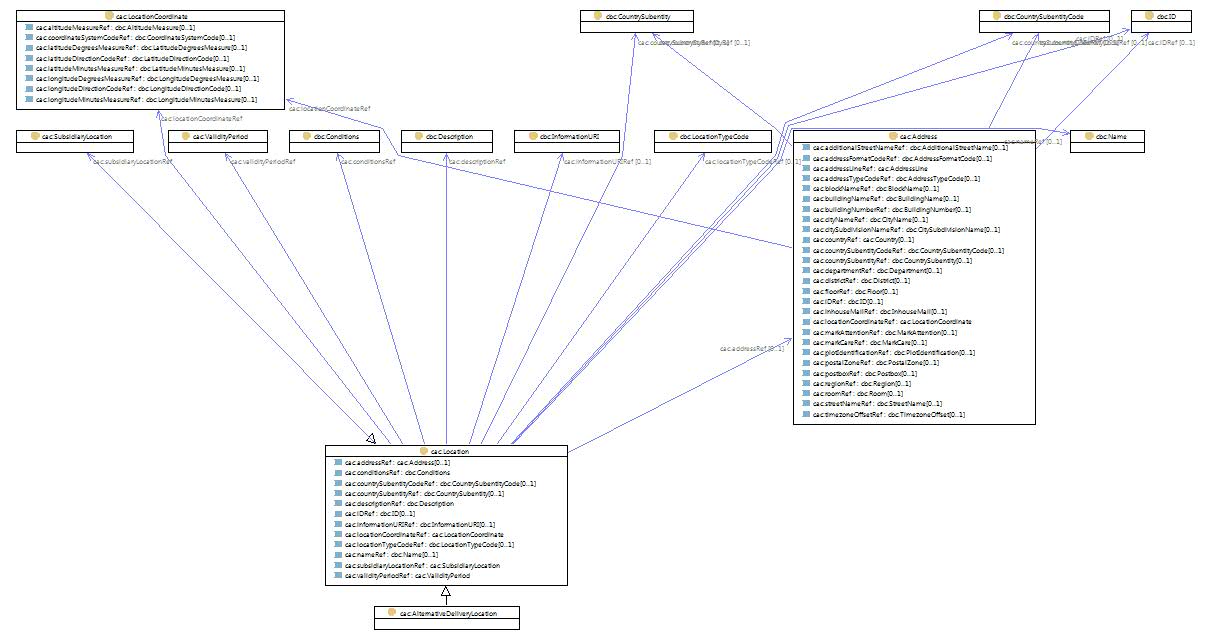 cac:LocationCoordinate
cac:altitudeMeasureRef : cbc:AltitudeMeasure[0..1]
cac:coordinateSystemCodeRef : cbc:CoordinateSystemCode[0..1]
cac:latitudeDegreesMeasureRef : cbc:LatitudeDegreesMeasure[0..1]
cac:latitudeDirectionCodeRef : cbc:LatitudeDirectionCode[0..1]
cac:latitudeMinutesMeasureRef : cbc:LatitudeMinutesMeasure[0..1]
cac:longitudeDegreesMeasureRef : cbc:LongitudeDegreesMeasure[0..1]
cac:longitudeDirectionCodeRef : cbc:LongitudeDirectionCode[0..1]
cac:longitudeMinutesMeasureRef : cbc:LongitudeMinutesMeasure[0..1]
cbc:CountrySubentity
cbc:CountrySubentityCode
cbc:ID
cac:IDRef [0..1]
cac:locationCoordinateRef
cac:locationCoordinateRef
cac:SubsidiaryLocation
cac:ValidityPeriod
cbc:Conditions
cbc:Description
cbc:InformationURI
cbc:LocationTypeCode
cbc:Name
cac:subsidiaryLocationRef
cac:validityPeriodRef
cac:conditionsRef
cac:descriptionRef
cac:informationURIRef [0..1]
cac:locationTypeCodeRef [0..1]
cac:nameRef [0..1]
cac:Address
cac:additionalStreetNameRef : cbc:AdditionalStreetName[0..1]
cac:addressFormatCodeRef : cbc:AddressFormatCode[0..1]
cac:addressLineRef : cac:AddressLine
cac:addressTypeCodeRef : cbc:AddressTypeCode[0..1]
cac:blockNameRef : cbc:BlockName[0..1]
cac:buildingNameRef : cbc:BuildingName[0..1]
cac:buildingNumberRef : cbc:BuildingNumber[0..1]
cac:cityNameRef : cbc:CityName[0..1]
cac:citySubdivisionNameRef : cbc:CitySubdivisionName[0..1]
cac:countryRef : cac:Country[0..1]
cac:countrySubentityCodeRef : cbc:CountrySubentityCode[0..1]
cac:countrySubentityRef : cbc:CountrySubentity[0..1]
cac:departmentRef : cbc:Department[0..1]
cac:districtRef : cbc:District[0..1]
cac:floorRef : cbc:Floor[0..1]
cac:IDRef : cbc:ID[0..1]
cac:inhouseMailRef : cbc:InhouseMail[0..1]
cac:locationCoordinateRef : cac:LocationCoordinate
cac:markAttentionRef : cbc:MarkAttention[0..1]
cac:markCareRef : cbc:MarkCare[0..1]
cac:plotIdentificationRef : cbc:PlotIdentification[0..1]
cac:postalZoneRef : cbc:PostalZone[0..1]
cac:postboxRef : cbc:Postbox[0..1]
cac:regionRef : cbc:Region[0..1]
cac:roomRef : cbc:Room[0..1]
cac:streetNameRef : cbc:StreetName[0..1]
cac:timezoneOffsetRef : cbc:TimezoneOffset[0..1]
cac:addressRef [0..1]
cac:Location
cac:addressRef : cac:Address[0..1]
cac:conditionsRef : cbc:Conditions
cac:countrySubentityCodeRef : cbc:CountrySubentityCode[0..1]
cac:countrySubentityRef : cbc:CountrySubentity[0..1]
cac:descriptionRef : cbc:Description
cac:IDRef : cbc:ID[0..1]
cac:informationURIRef : cbc:InformationURI[0..1]
cac:locationCoordinateRef : cac:LocationCoordinate
cac:locationTypeCodeRef : cbc:LocationTypeCode[0..1]
cac:nameRef : cbc:Name[0..1]
cac:subsidiaryLocationRef : cac:SubsidiaryLocation
cac:validityPeriodRef : cac:ValidityPeriod
cac:AlternativeDeliveryLocation